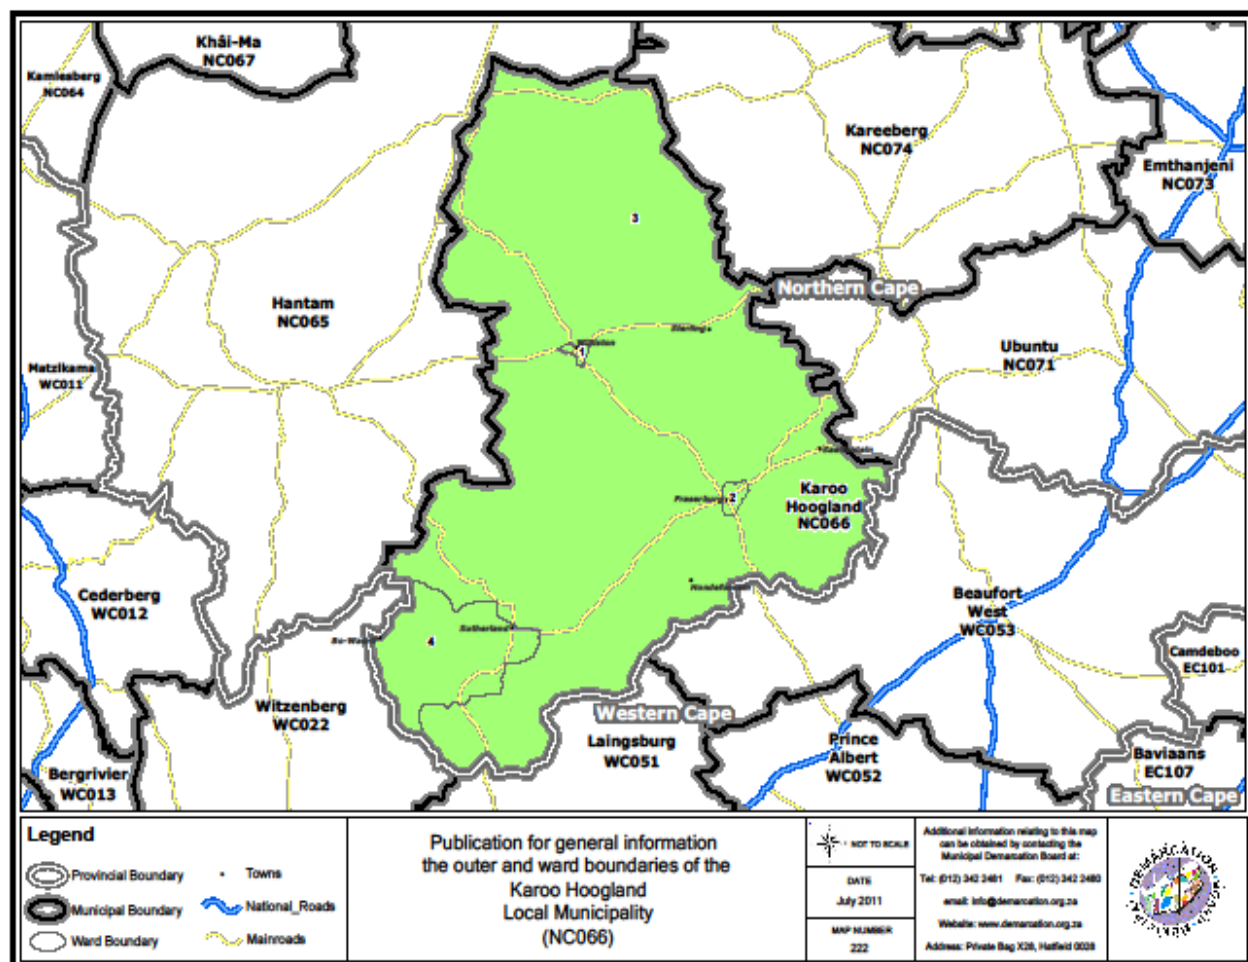 Khâi-Ma
NC067
Kamiesberg
NC064
Kareeberg
NC074
Emthanjeni
NC073
3
Hantam
NC065
Northern Cape
Ubuntu
NC071
Matzikama
WC011
1
2
Fraserburg
Karoo
Hoogland
NC066
Cederberg
WC012
Beaufort
West
WC053
Sutherland
4
Camdeboo
EC101
Witzenberg
WC022
Western Cape
Laingsburg
WC051
Prince
Albert
WC052
Baviaans
EC107
Bergrivier
WC013
Eastern Cape
Legend
Provincial Boundary
Municipal Boundary
Ward Boundary
Towns
National_Roads
Mainroads
Publication for general information
the outer and ward boundaries of the
Karoo Hoogland
Local Municipality
(NC066)
NOT TO SCALE
DATE
July 2011
MAP NUMBER
222
Additional information relating to this map
can be obtained by contacting the
Municipal Demarcation Board at:
Tel: (012) 342 2481 Fax: (012) 342 2480
email: info@demarcation.org.za
Website: www.demarcation.org.za
Address: Private Bag X28, Hatfield 0028